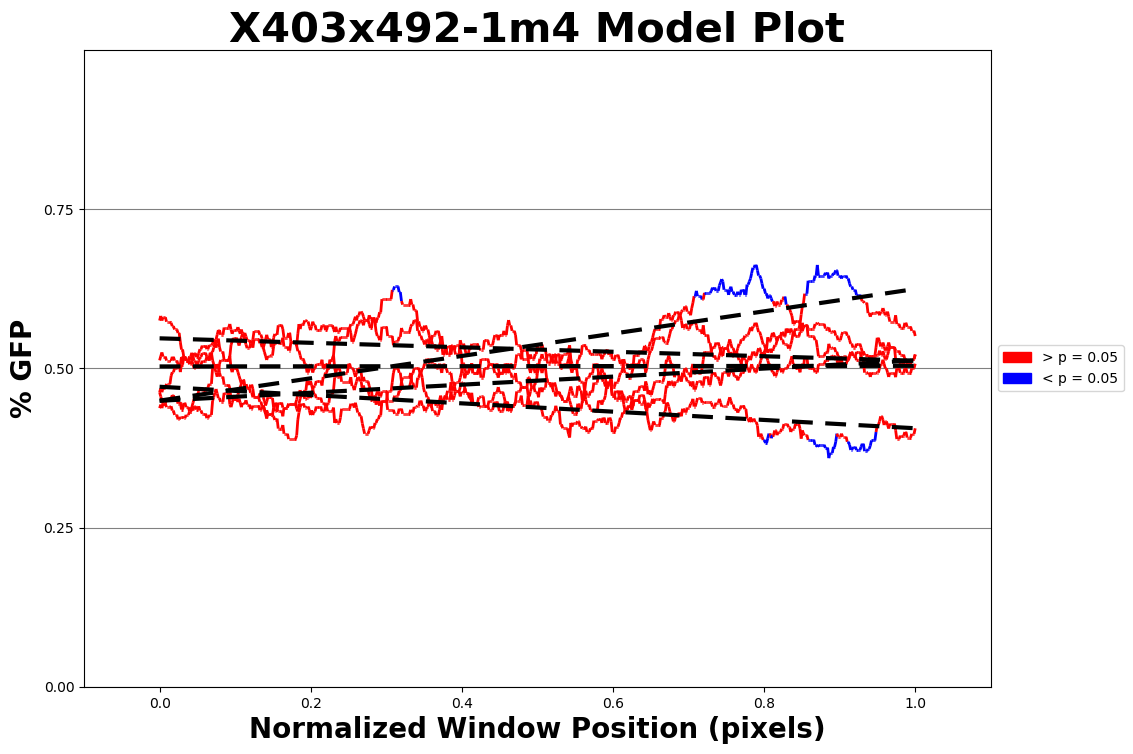 X403x492-1m4 Model Plot
% GFP
0.75
0.50
0.25
0.00
0.0 0.2 0.4 0.6 0.8 1.0
Normalized Window Position (pixels)
> p = 0.05
< p = 0.05